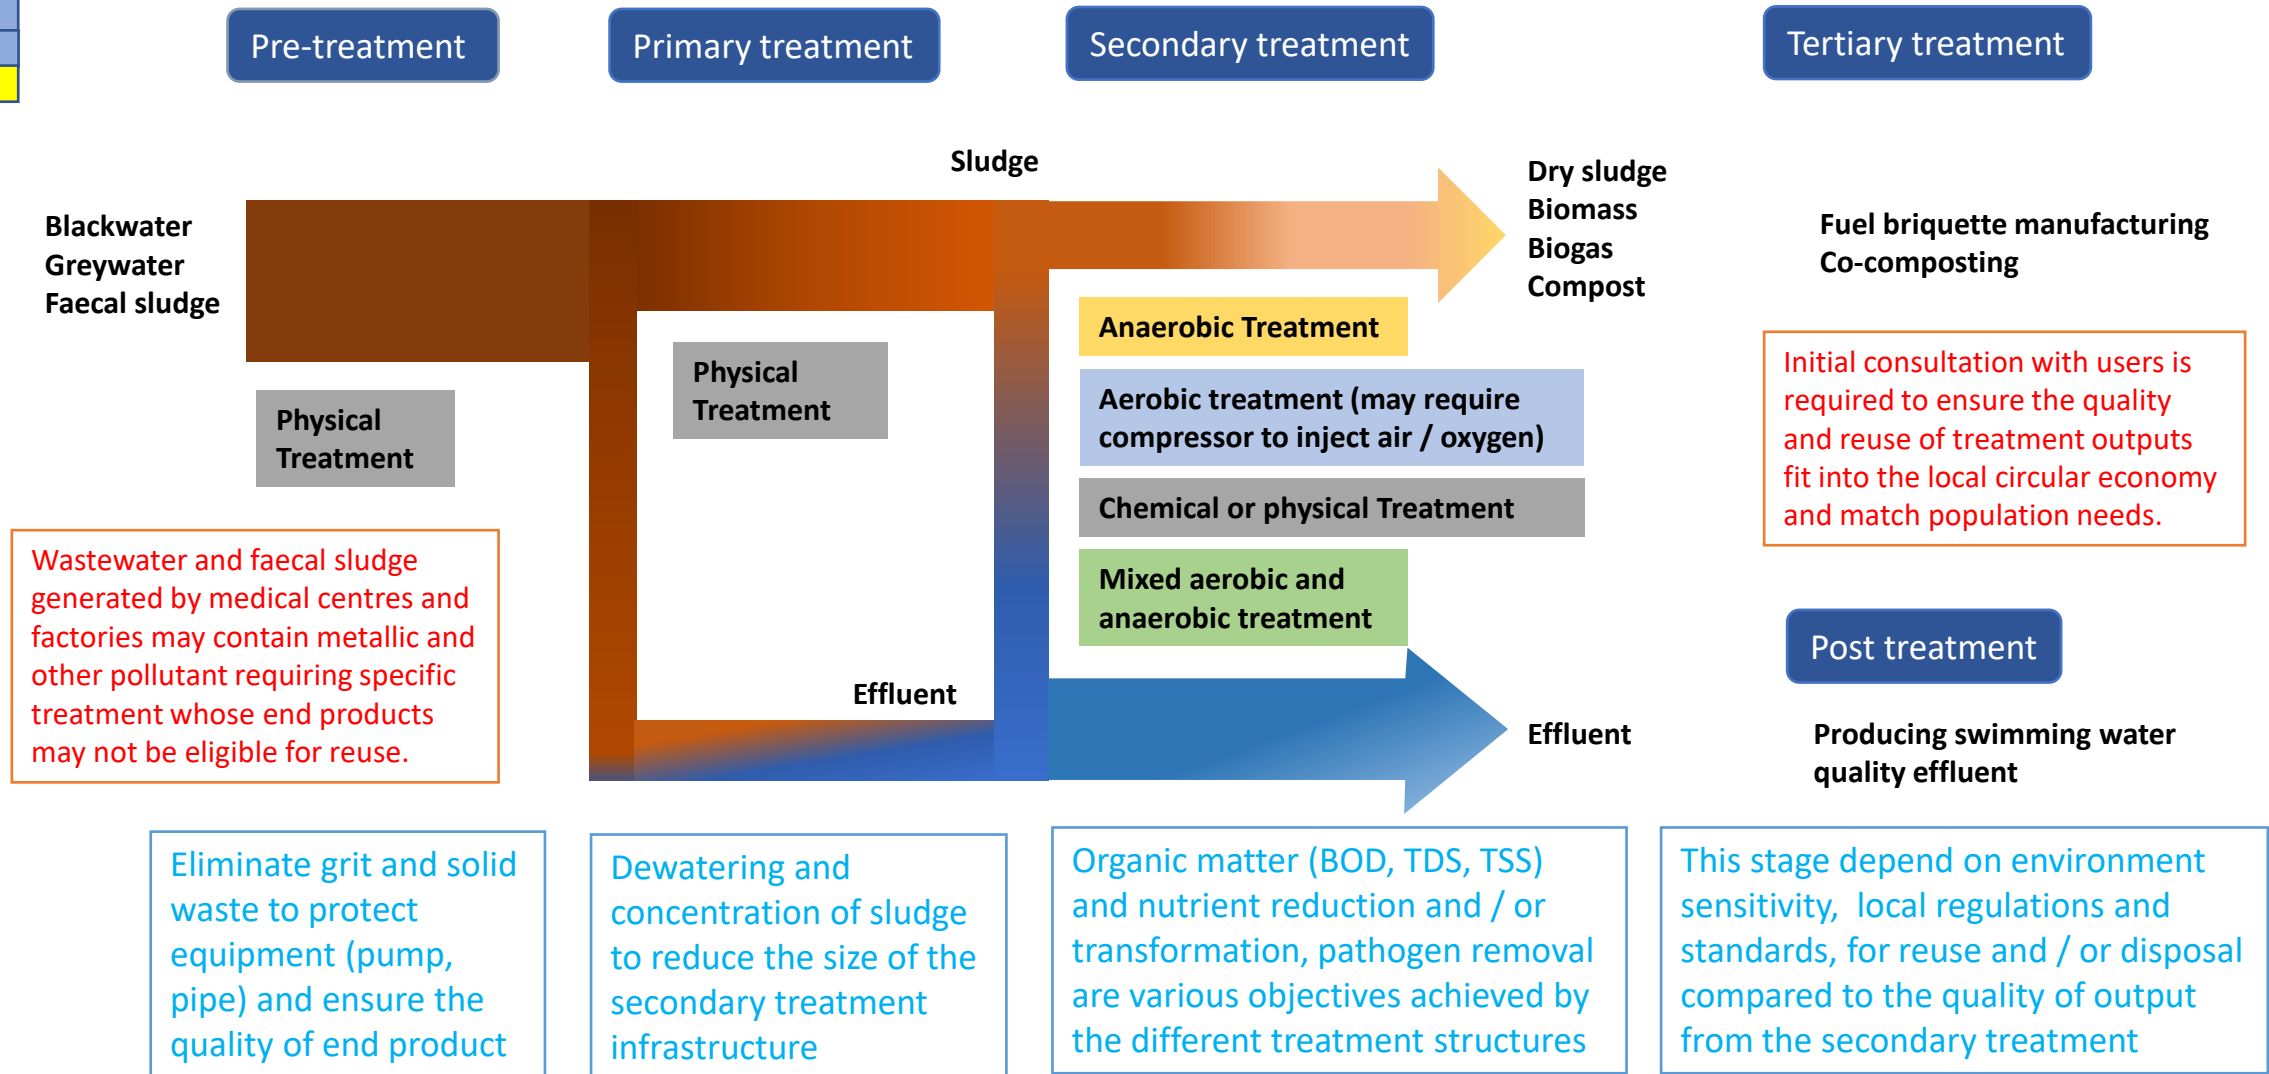 Pre-treatment
Primary treatment
Secondary treatment
Tertiary treatment
Sludge
Blackwater
Greywater
Faecal sludge
Dry sludge
Biomass
Biogas
Compost
Fuel briquette manufacturing
Co-composting
Physical
Treatment
Physical
Treatment
Anaerobic Treatment
Aerobic treatment (may require
compressor to inject air / oxygen)
Chemical or physical Treatment
Mixed aerobic and
anaerobic treatment
Initial consultation with users is
required to ensure the quality
and reuse of treatment outputs
fit into the local circular economy
and match population needs.
Wastewater and faecal sludge
generated by medical centres and
factories may contain metallic and
other pollutant requiring specific
treatment whose end products
may not be eligible for reuse.
Effluent
Effluent
Post treatment
Producing swimming water
quality effluent
Eliminate grit and solid
waste to protect
equipment (pump,
pipe) and ensure the
quality of end product
Dewatering and
concentration of sludge
to reduce the size of the
secondary treatment
infrastructure
Organic matter (BOD, TDS, TSS)
and nutrient reduction and / or
transformation, pathogen removal
are various objectives achieved by
the different treatment structures
This stage depend on environment
sensitivity,  local regulations and
standards, for reuse and / or disposal
compared to the quality of output
from the secondary treatment